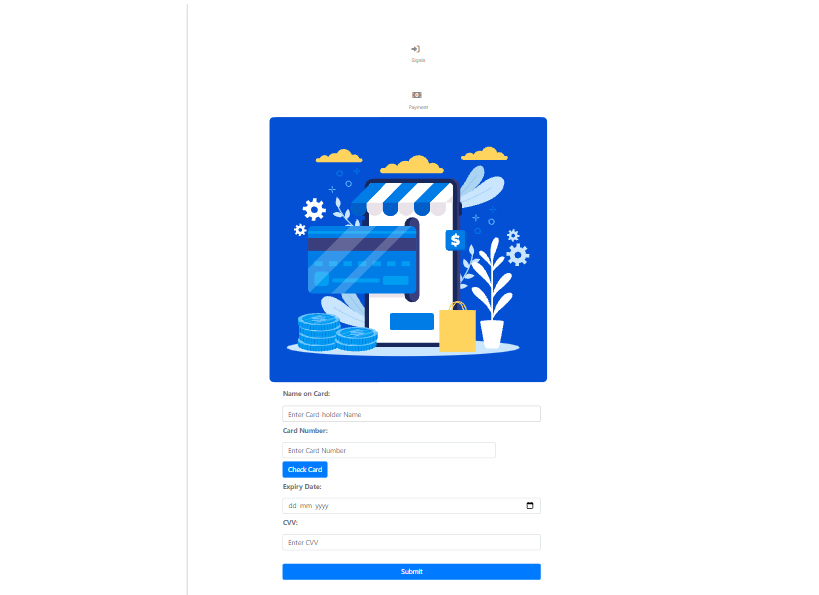 Payment
$
Name on Card:
Enter Card holder Name
Card Number:
Enter Card Number
Check Card
Expiry Date:
dd mm yyyy
CVV:
Enter CVV
Submit